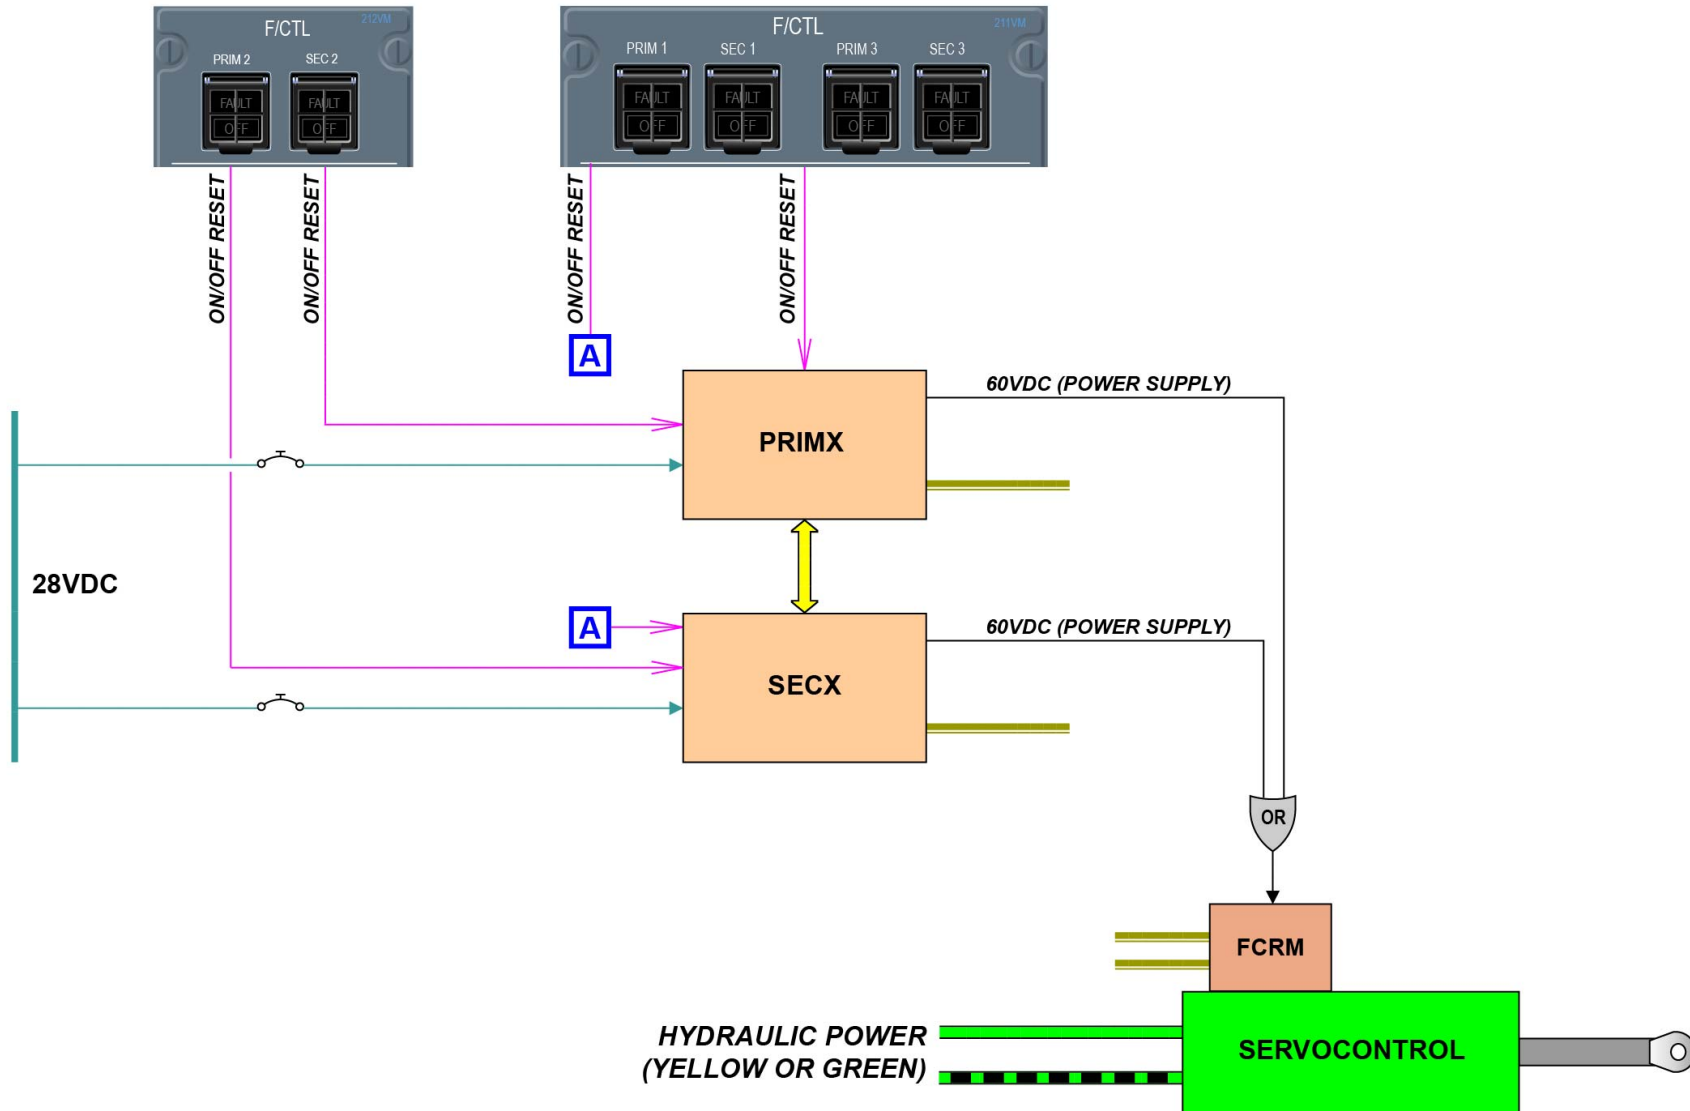 F/CTL
212VM
PRIM 2
SEC 2
FAULT
OFF
FAULT
OFF
F/CTL
211VM
PRIM 1
SEC 1
PRIM 3
SEC 3
FAULT
OFF
FAULT
OFF
FAULT
OFF
FAULT
OFF
ON/OFF RESET
ON/OFF RESET
ON/OFF RESET
ON/OFF RESET
A
PRIMX
60VDC (POWER SUPPLY)
28VDC
A
SECX
60VDC (POWER SUPPLY)
OR
FCRM
HYDRAULIC POWER
(YELLOW OR GREEN)
SERVOCONTROL